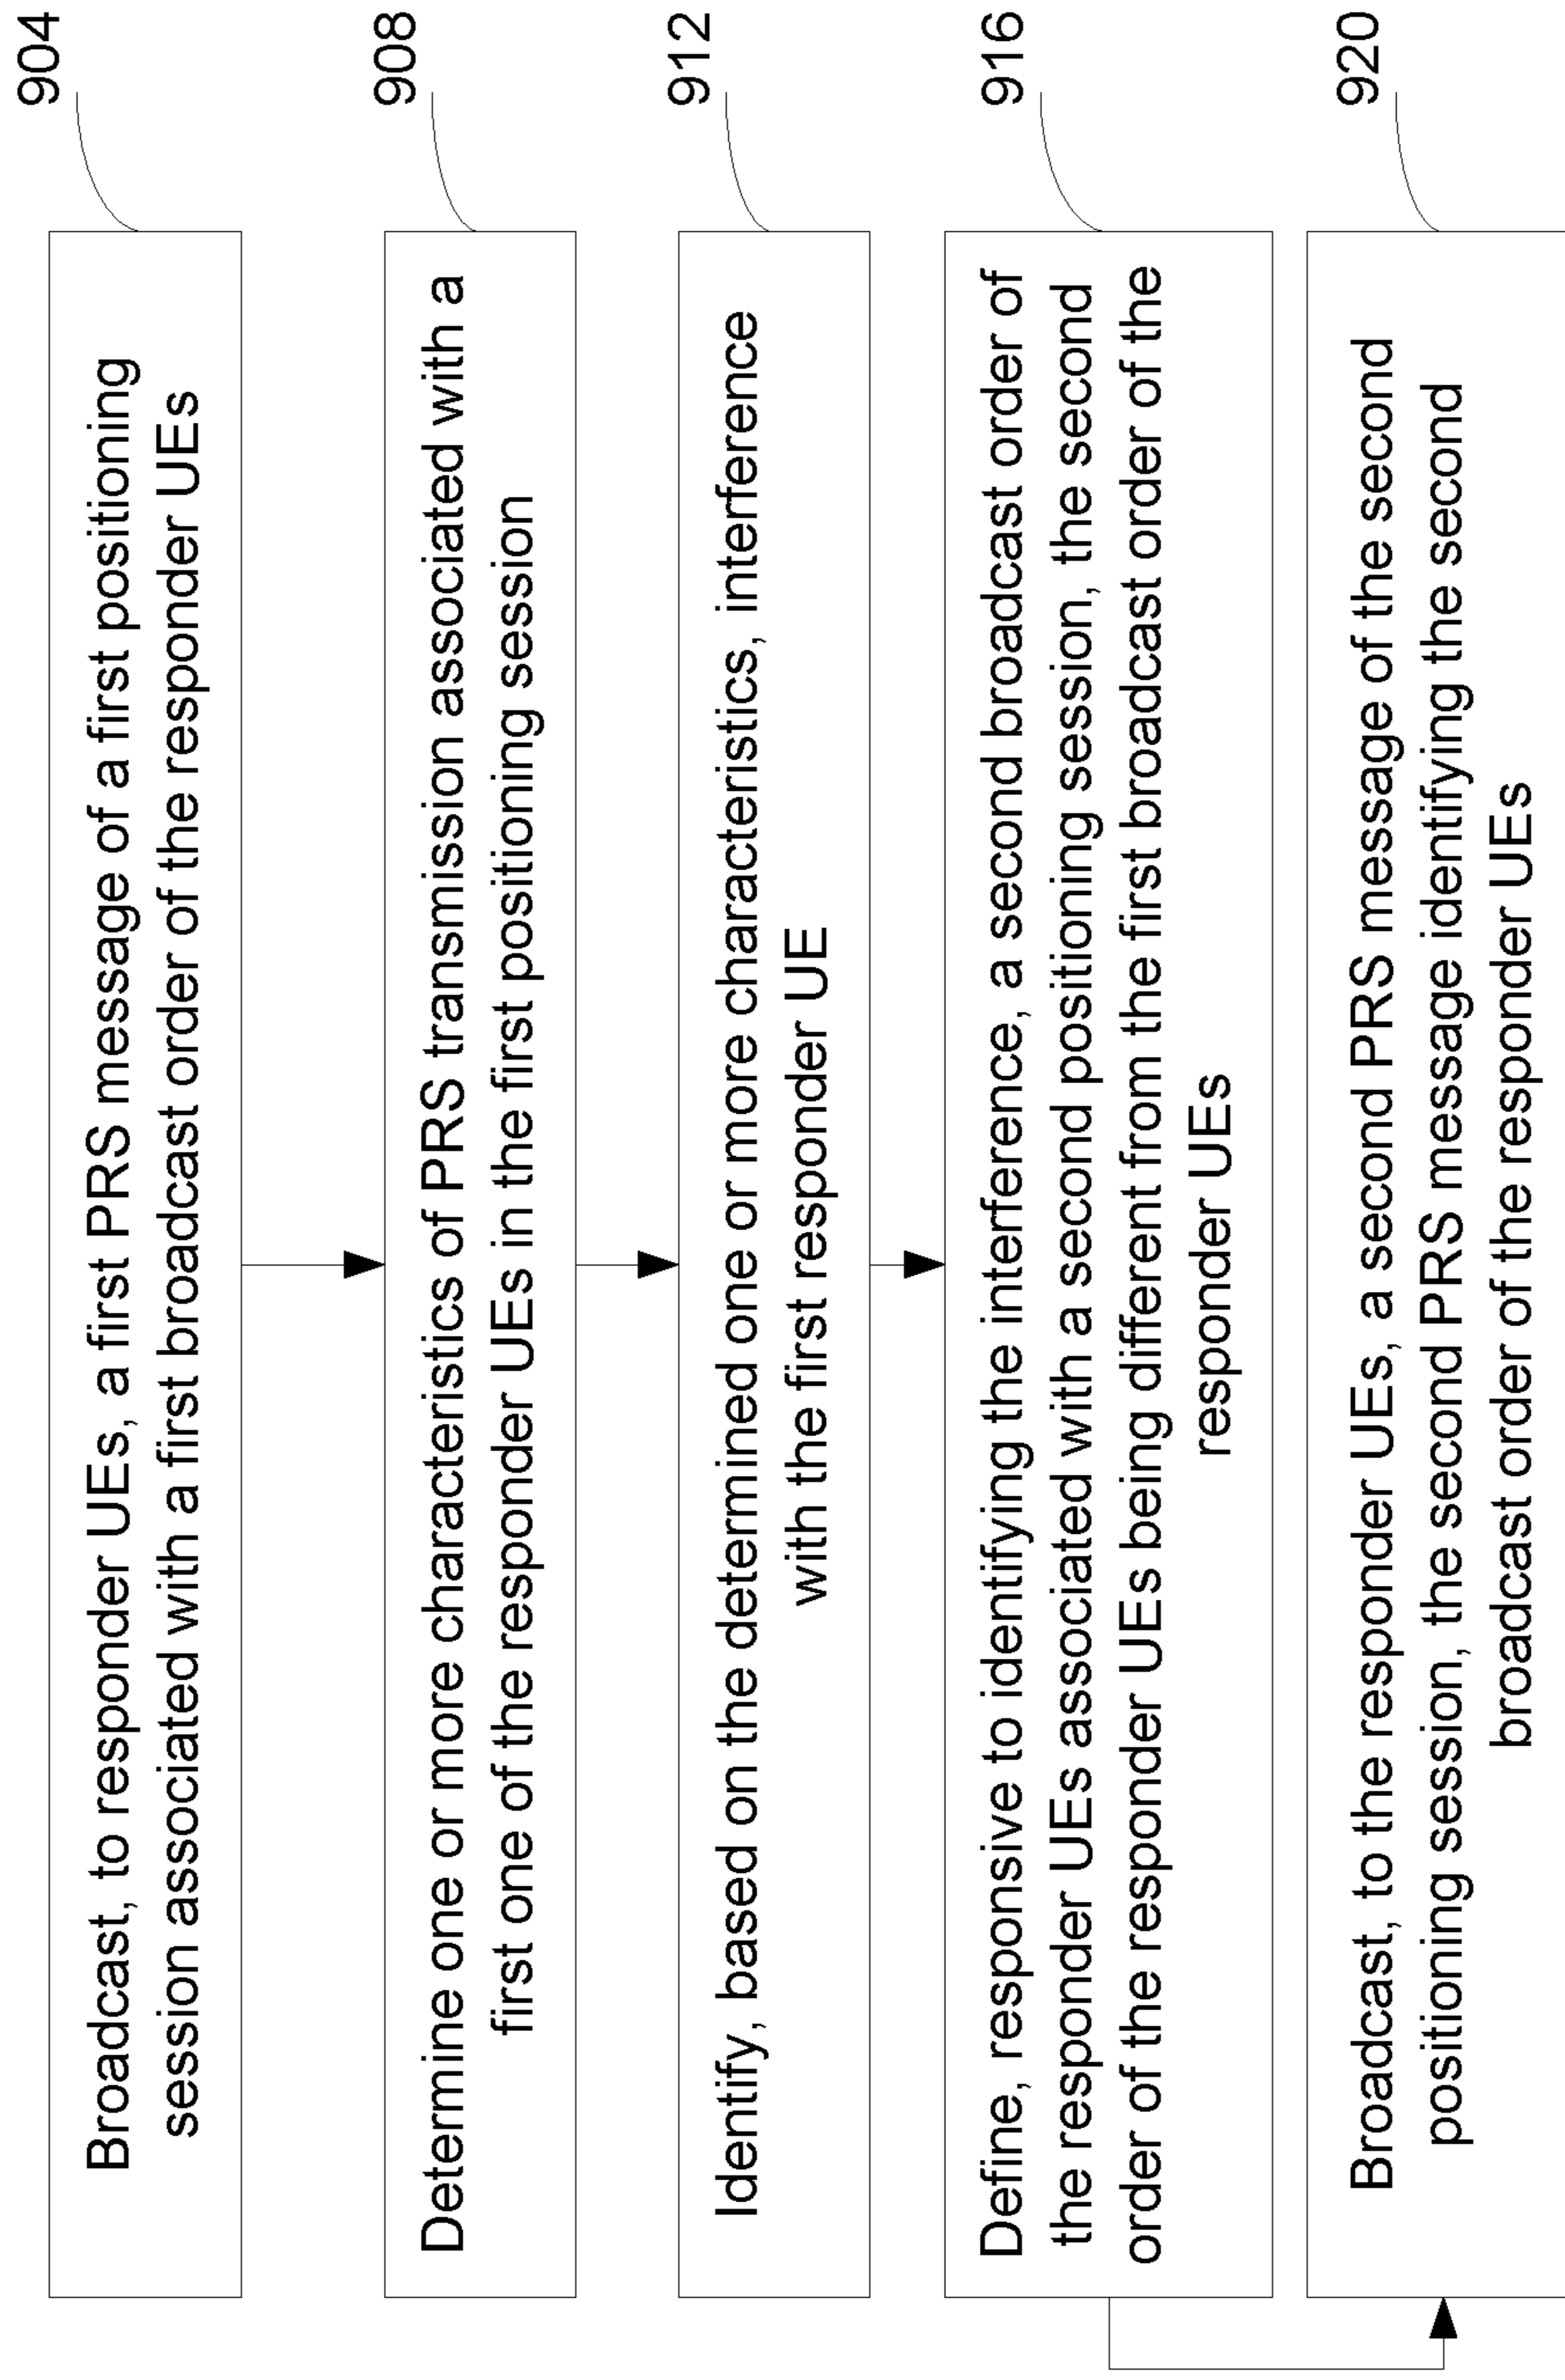 904
Broadcast, to responder UEs, a first PRS message of a first positioning
session associated with a first broadcast order of the responder UEs
908
Determine one or more characteristics of PRS transmission associated with a
first one of the responder UEs in the first positioning session
912
Identify, based on the determined one or more characteristics, interference
with the first responder UE
916
Define, responsive to identifying the interference, a second broadcast order of
the responder UEs associated with a second positioning session, the second
order of the responder UEs being different from the first broadcast order of the
responder UEs
920
Broadcast, to the responder UEs, a second PRS message of the second
positioning session, the second PRS message identifying the second
broadcast order of the responder UEs